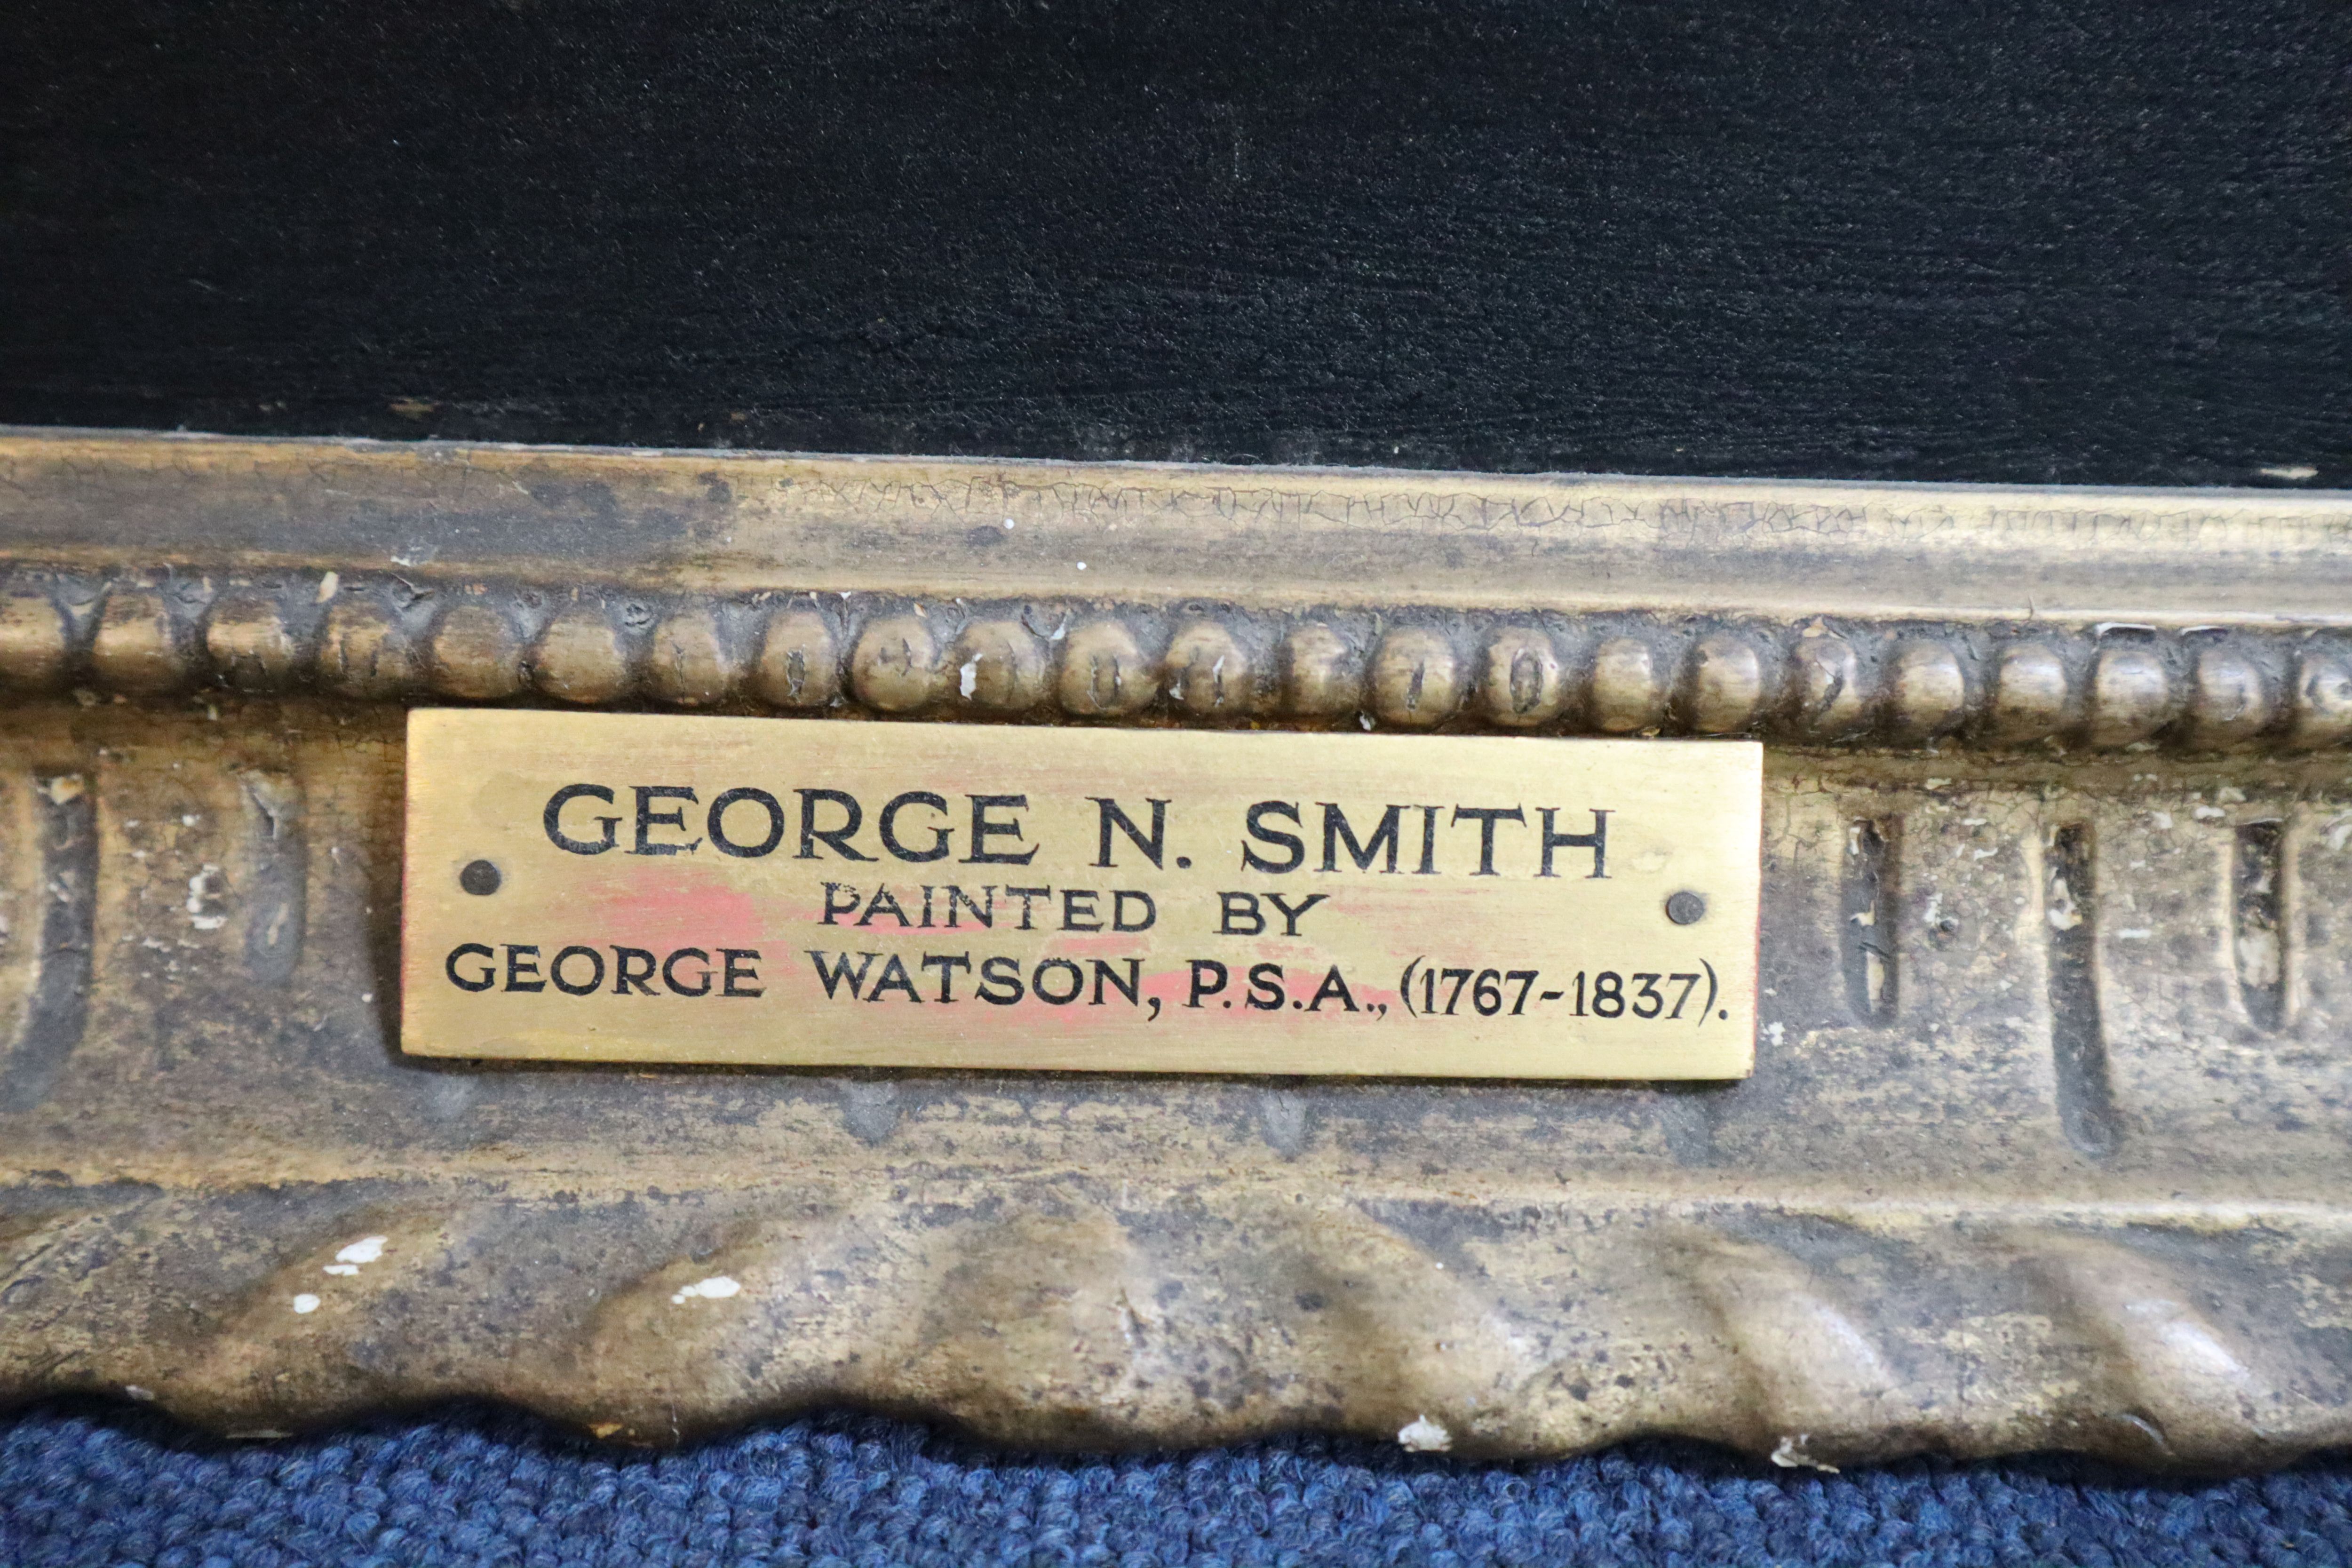 GEORGE N. SMITH
PAINTED BY
GEORGE WATSON, P.S.A., (1767-1837).